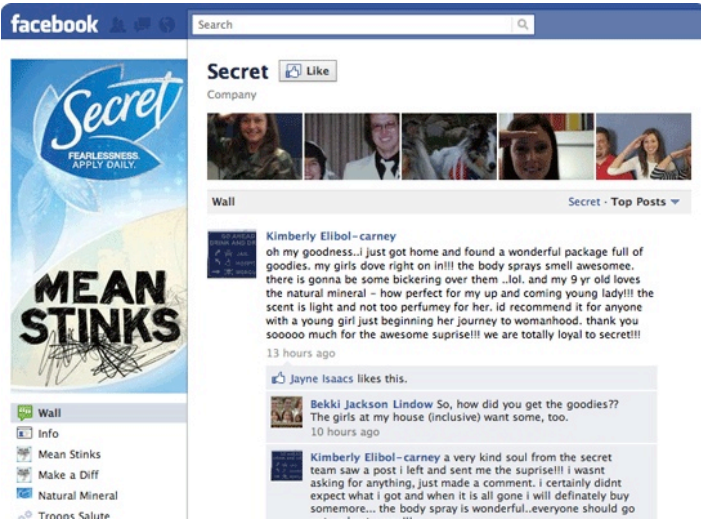 facebook
Search
Secret
Like
Company
Secret
FEARLESSNESS.
APPLY DAILY.
MEAN
STINKS
Wall
Secret · Top Posts
Kimberly Elibol-carney
oh my goodness..i just got home and found a wonderful package full of
goodies. my girls dove right on in!!! the body sprays smell awesomee.
there is gonna be some bickering over them ..lol. and my 9 yr old loves
the natural mineral - how perfect for my up and coming young lady!!! the
scent is light and not too perfumey for her. id recommend it for anyone
with a young girl just beginning her journey to womanhood. thank you
sooooo much for the awesome suprise!!! we are totally loyal to secret!!!
13 hours ago
Jayne Isaacs likes this.
Bekki Jackson Lindow So, how did you get the goodies??
The girls at my house (inclusive) want some, too.
10 hours ago
Kimberly Elibol-carney a very kind soul from the secret
team saw a post i left and sent me the suprise!!! i wasnt
asking for anything, just made a comment. i certainly didnt
expect what i got and when it is all gone i will definately buy
somemore... the body spray is wonderful..everyone should go
Wall
Info
Mean Stinks
Make a Diff
Natural Mineral
Troops Salute